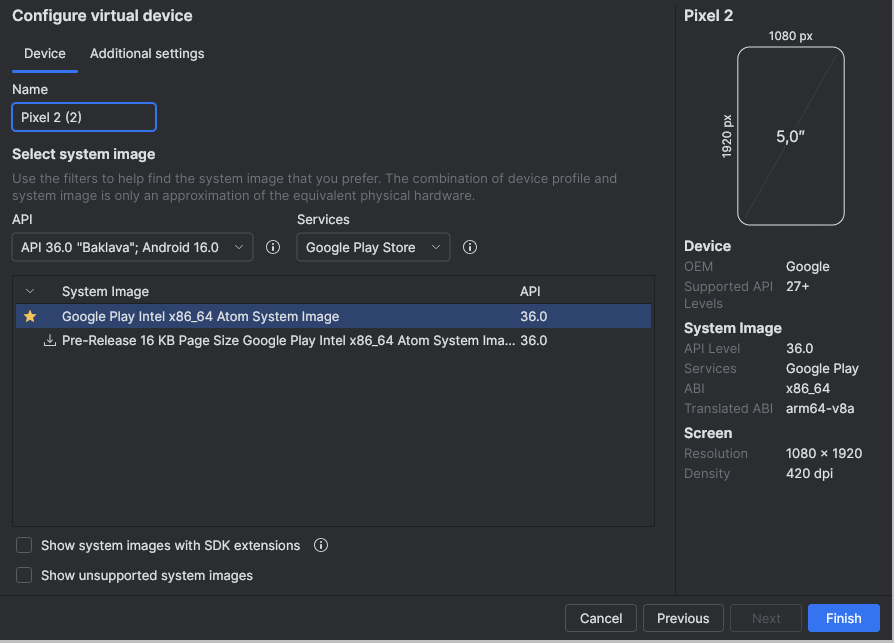 Configure virtual device
Device
Additional settings
Name
Pixel 2 (2)
Select system image
Use the filters to help find the system image that you prefer. The combination of device profile and
system image is only an approximation of the equivalent physical hardware.
API
Services
API 36.0 "Baklava"; Android 16.0
Google Play Store
System Image
API
Google Play Intel x86_64 Atom System Image
36.0
Pre-Release 16 KB Page Size Google Play Intel x86_64 Atom System Ima...
36.0
Show system images with SDK extensions
Show unsupported system images
Pixel 2
1080 px
1920 px
5,0″
Device
OEM
Google
Supported API
Levels
27+
System Image
API Level
36.0
Services
Google Play
ABI
x86_64
Translated ABI
arm64-v8a
Screen
Resolution
1080 × 1920
Density
420 dpi
Cancel
Previous
Next
Finish